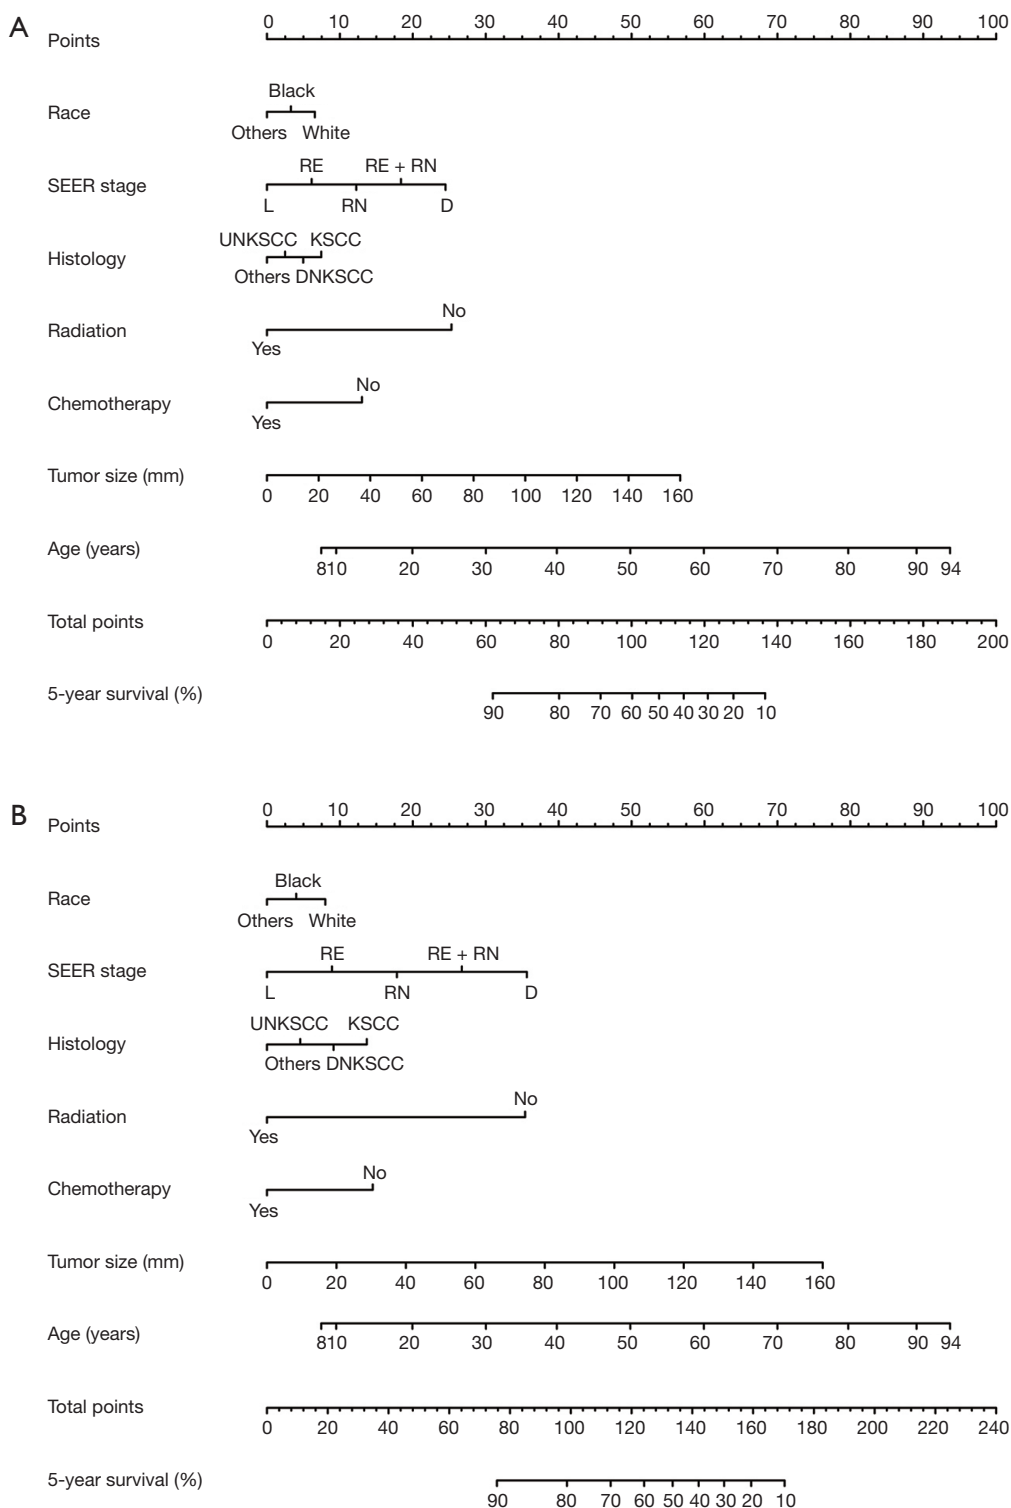 A
0 10 20 30 40 50 60 70 80 90 100
Points
Black
Race
Others White
RE RE + RN
SEER stage
L RN D
UNKSCC KSCC
Histology
Others DNKSCC
No
Radiation
Yes
No
Chemotherapy
Yes
Tumor size (mm)
0 20 40 60 80 100 120 140 160
Age (years)
810 20 30 40 50 60 70 80 90 94
Total points
0 20 40 60 80 100 120 140 160 180 200
5-year survival (%)
90 80 70 60 50 40 30 20 10
B
0 10 20 30 40 50 60 70 80 90 100
Points
Black
Race
Others White
RE RE + RN
SEER stage
L RN D
UNKSCC KSCC
Histology
Others DNKSCC
No
Radiation
Yes
No
Chemotherapy
Yes
Tumor size (mm)
0 20 40 60 80 100 120 140 160
Age (years)
810 20 30 40 50 60 70 80 90 94
Total points
0 20 40 60 80 100 120 140 160 180 200 220 240
5-year survival (%)
90 80 70 60 50 40 30 20 10